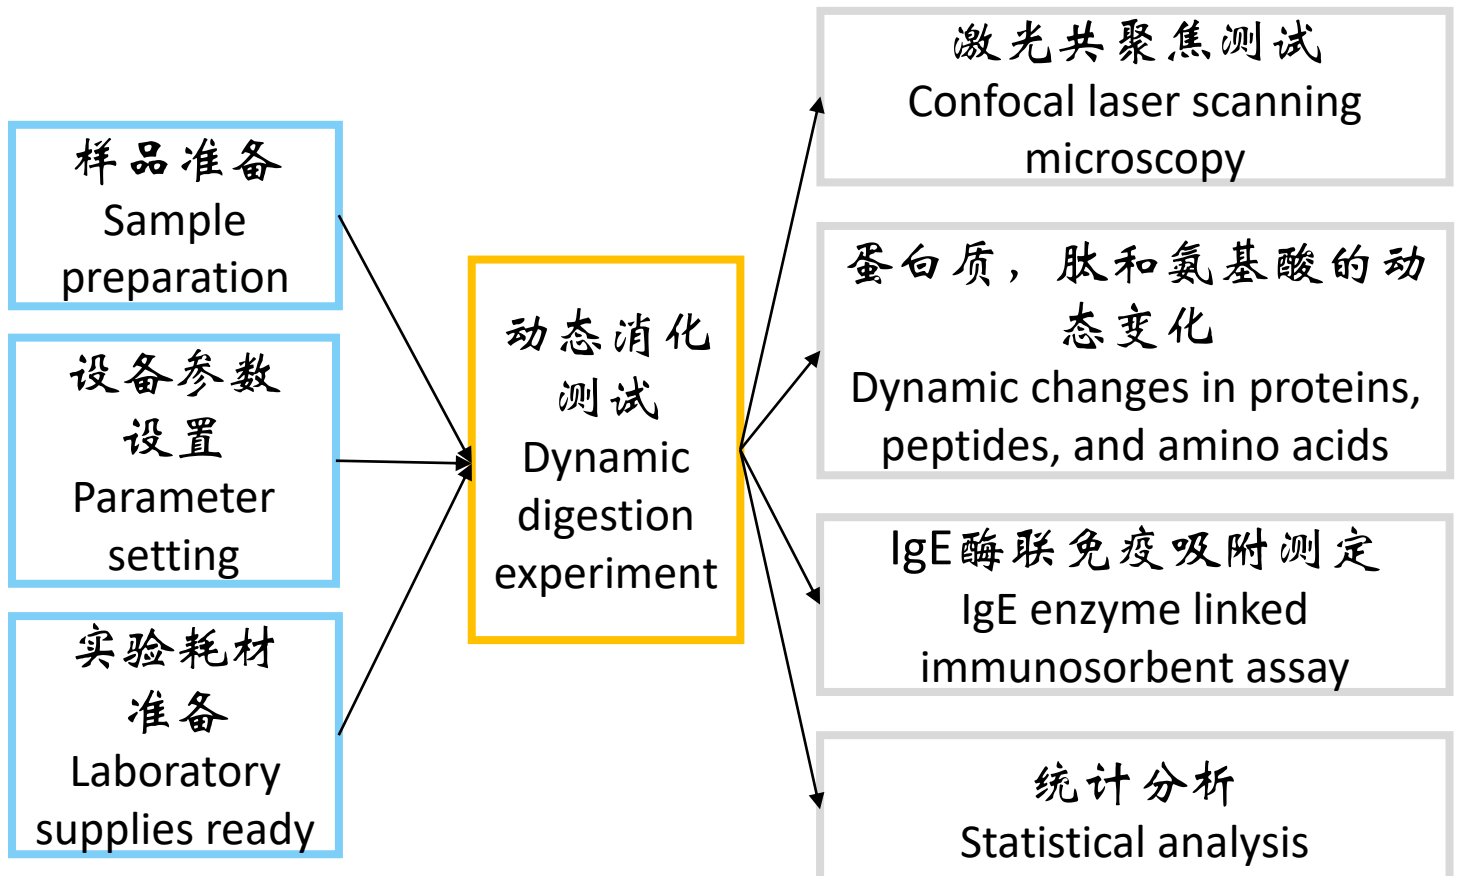 样品准备
Sample
preparation
设备参数
设置
Parameter
setting
实验耗材
准备
Laboratory
supplies ready
动态消化
测试
Dynamic
digestion
experiment
激光共聚焦测试
Confocal laser scanning
microscopy
蛋白质，肽和氨基酸的动
态变化
Dynamic changes in proteins,
peptides, and amino acids
IgE酶联免疫吸附测定
IgE enzyme linked
immunosorbent assay
统计分析
Statistical analysis